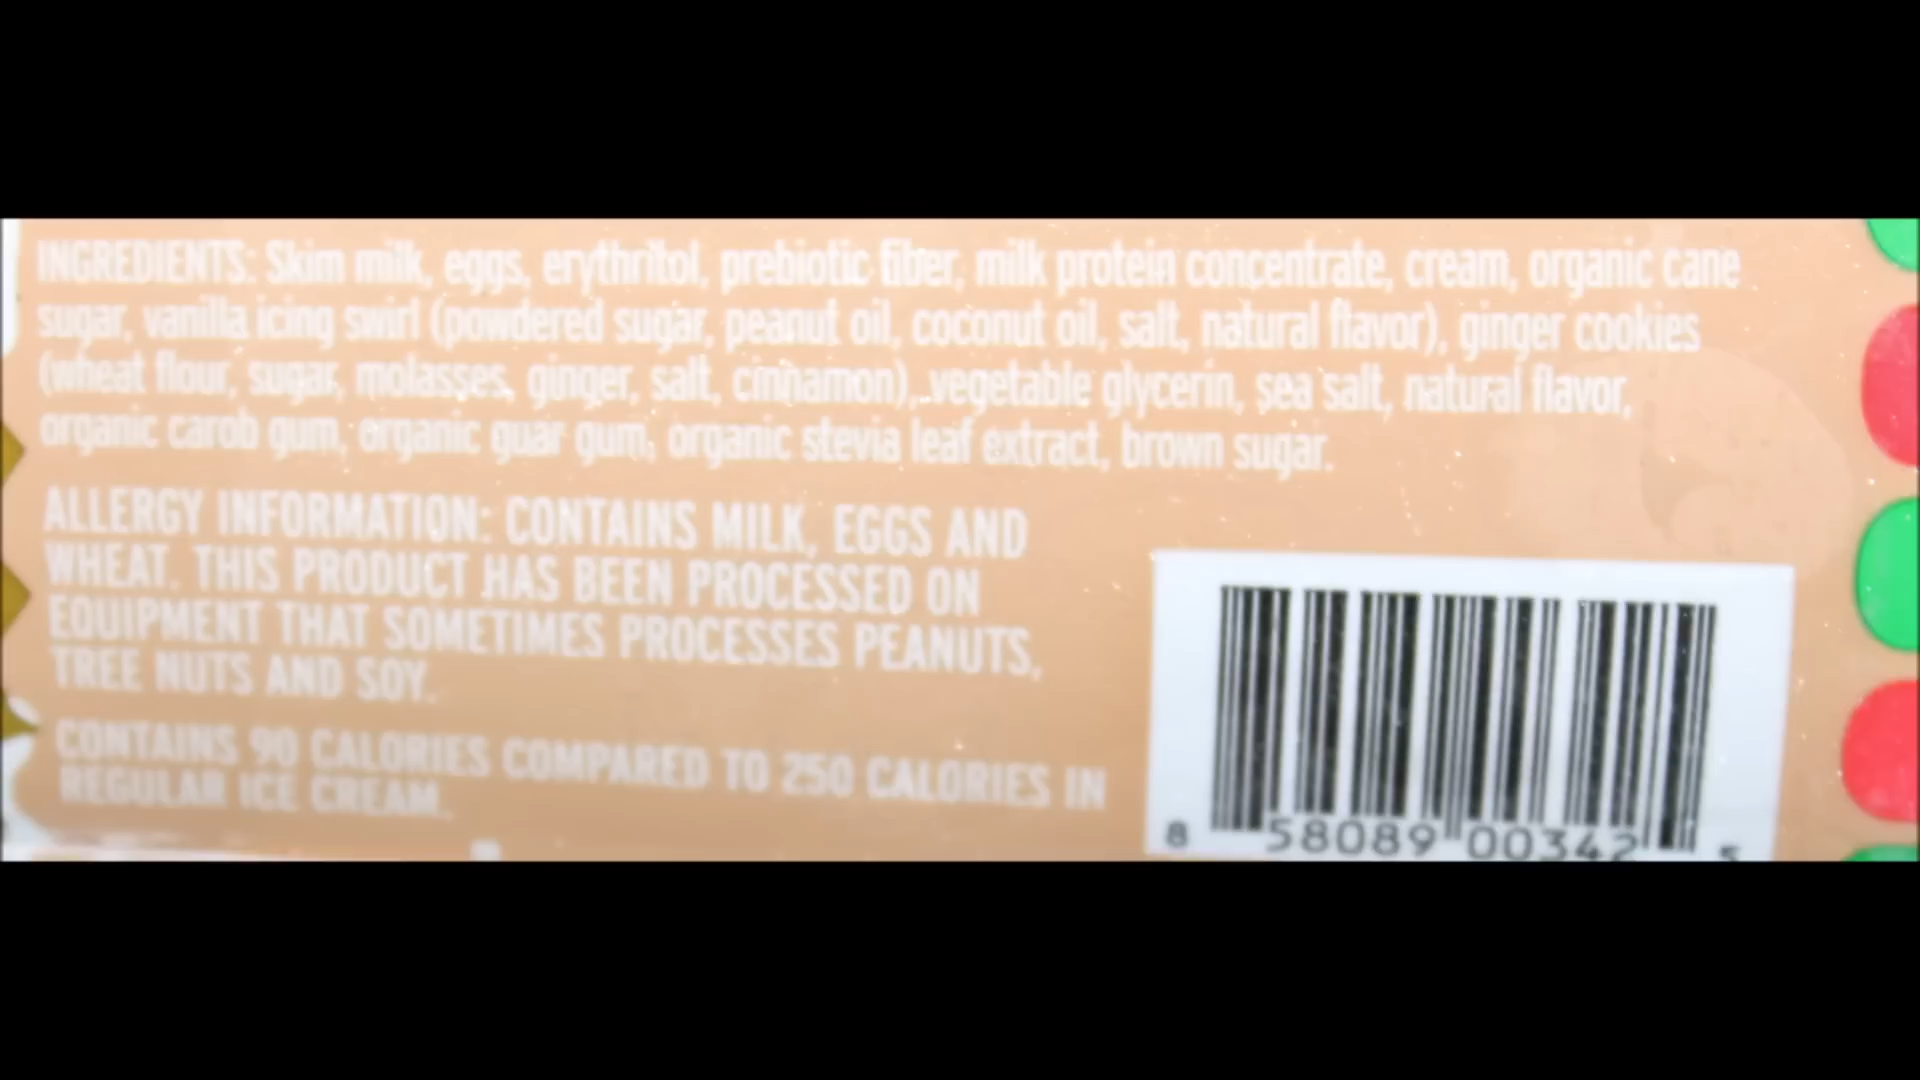 INGREDIENTS: Skim milk, eggs, erythritol, prebiotic fiber, milk protein concentrate, cream, organic cane
sugar, vanilla icing swirl (powdered sugar, peanut oil, coconut oil, salt, natural flavor), ginger cookies
(wheat flour, sugar, molasses, ginger, salt, cinnamon), vegetable glycerin, sea salt, natural flavor,
organic carob gum, organic guar gum, organic stevia leaf extract, brown sugar.
ALLERGY INFORMATION: CONTAINS MILK, EGGS AND
WHEAT. THIS PRODUCT HAS BEEN PROCESSED ON
EQUIPMENT THAT SOMETIMES PROCESSES PEANUTS,
TREE NUTS AND SOY.
CONTAINS 90 CALORIES COMPARED TO 250 CALORIES IN
REGULAR ICE CREAM.
8 58089 00342 5